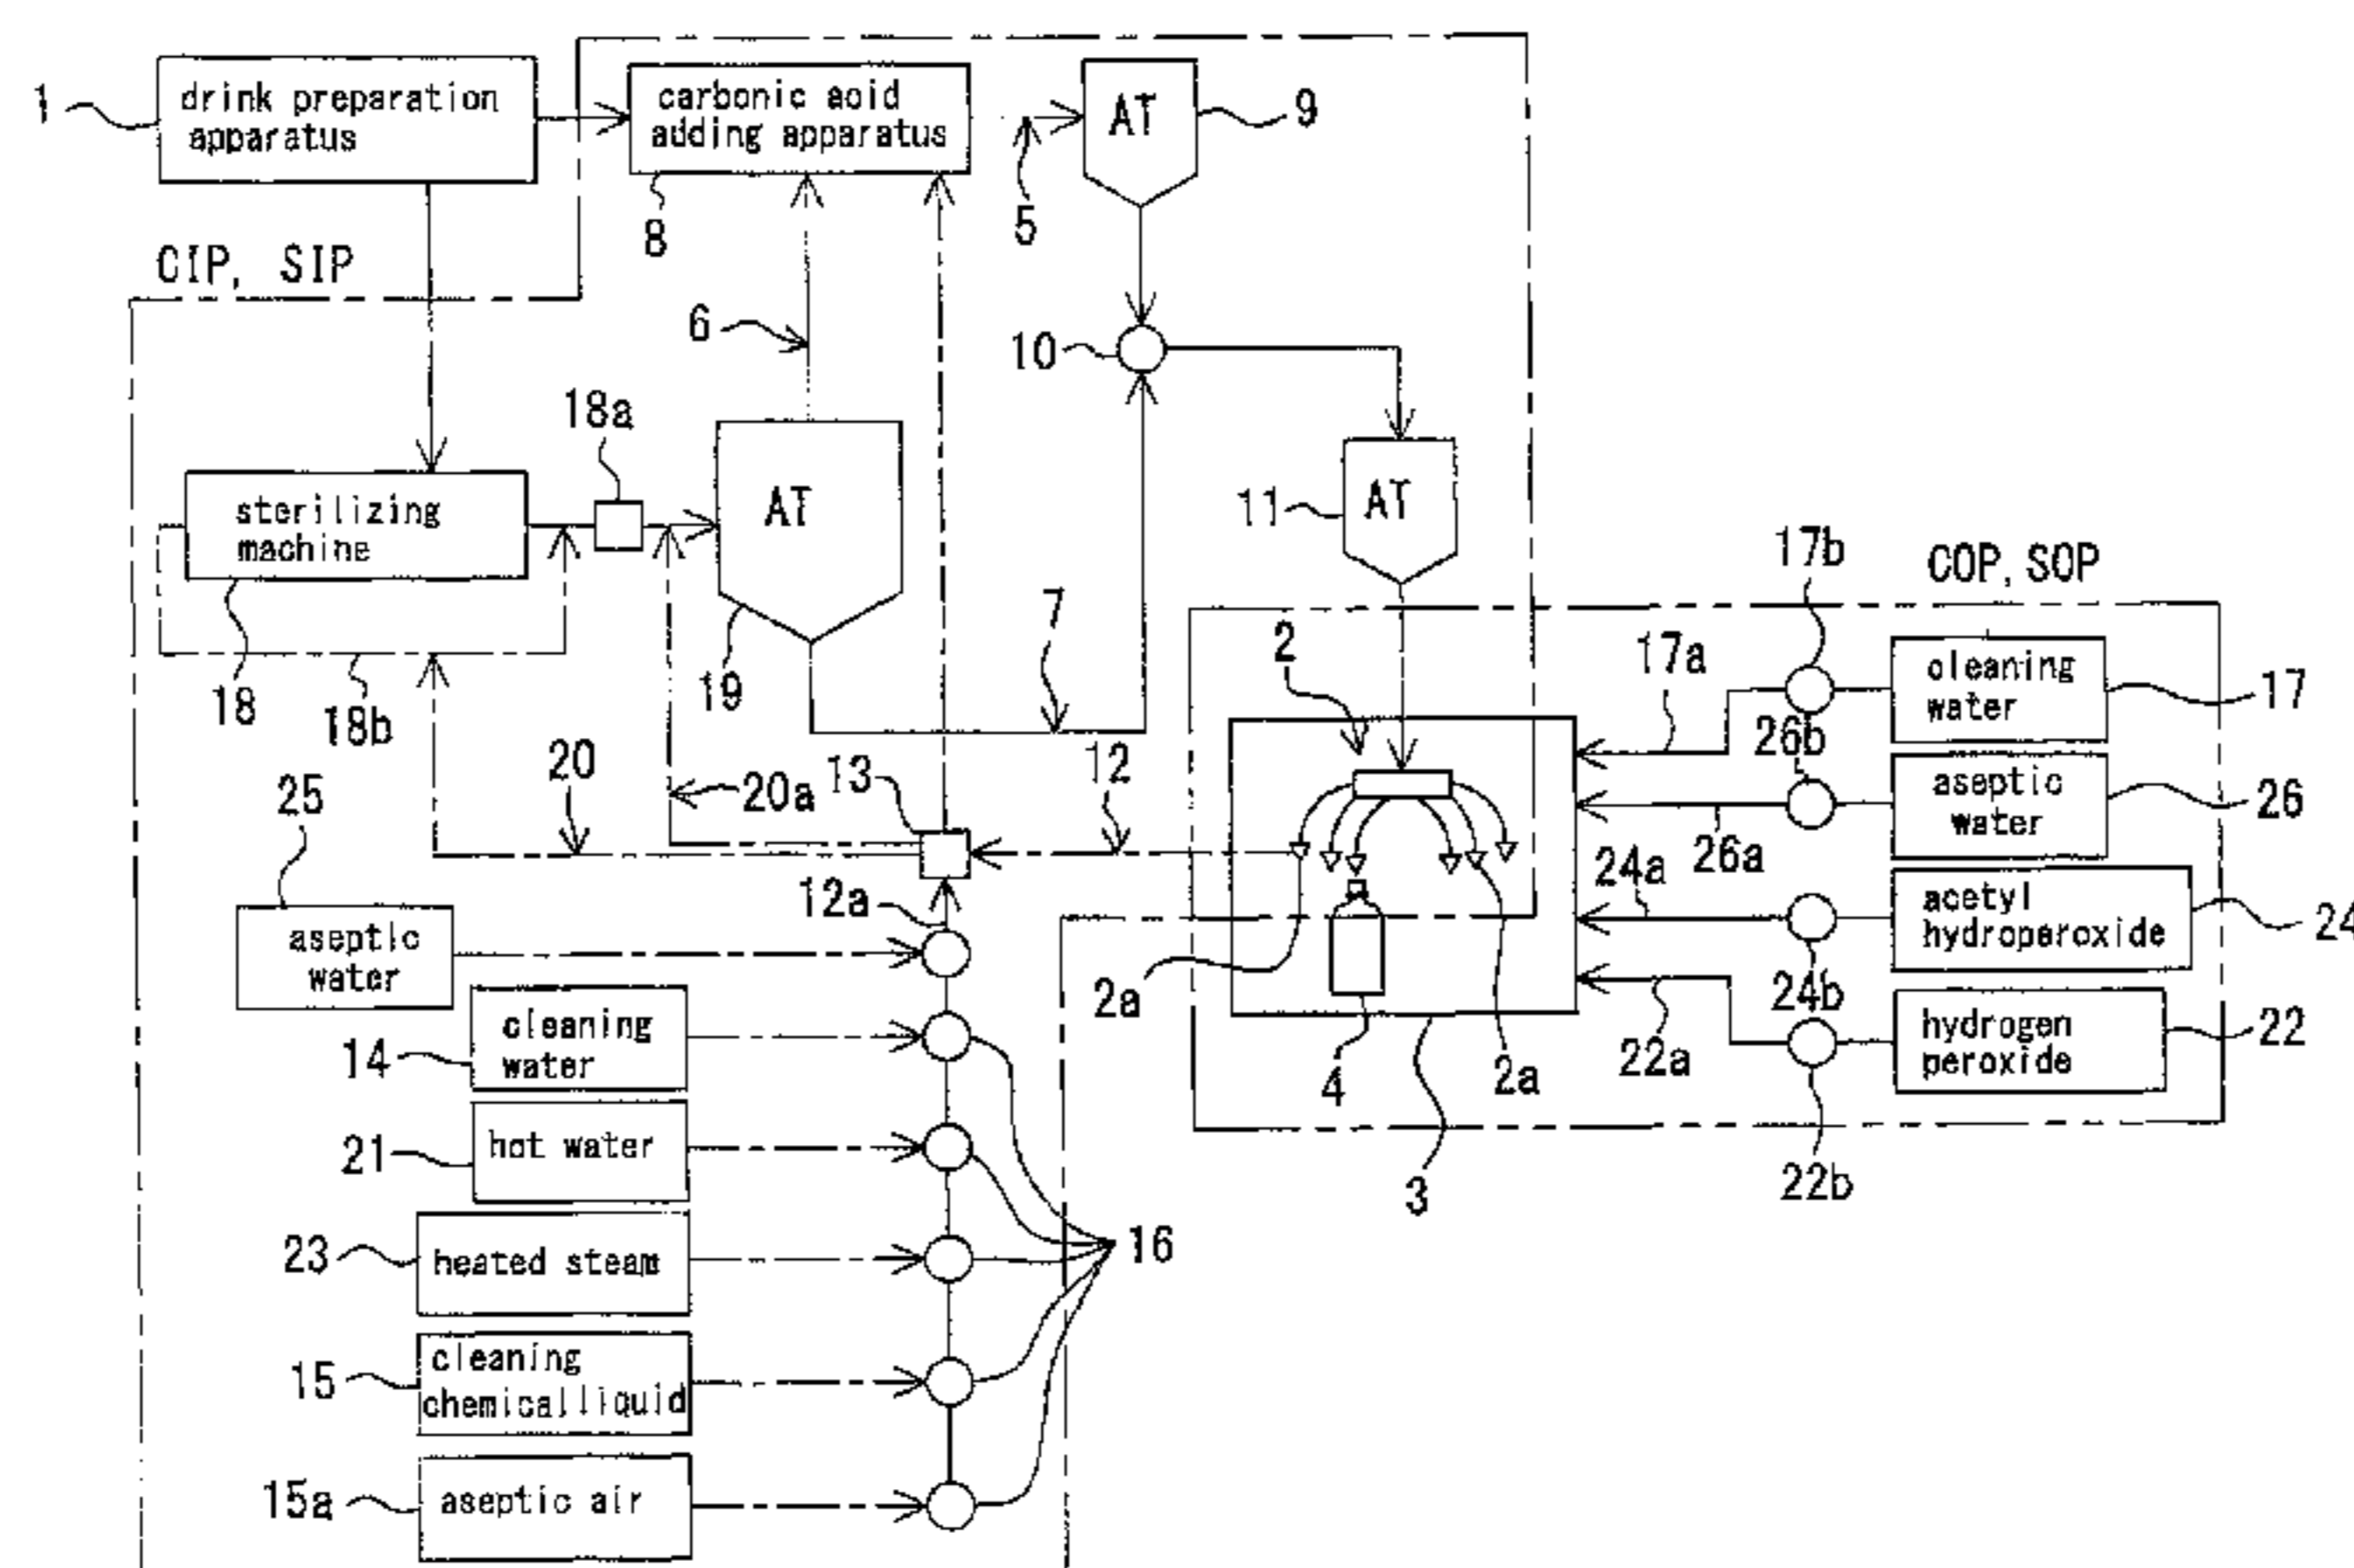 1
drink preparation
apparatus
carbonic acid
adding apparatus
8
5
AT
9
CIP, SIP
6
10
18a
sterilizing
machine
18
18b
AT
19
7
11
AT
COP, SOP
2
17a
17b
cleaning
water
17
26b
aseptic
water
26
26a
24a
acetyl
hydroperoxide
24
24b
22a
hydrogen
peroxide
22
22b
20
20a
13
12
12a
2a
2a
4
3
25
aseptic
water
14
cleaning
water
21
hot water
23
heated steam
16
15
cleaning
chemical liquid
15a
aseptic air